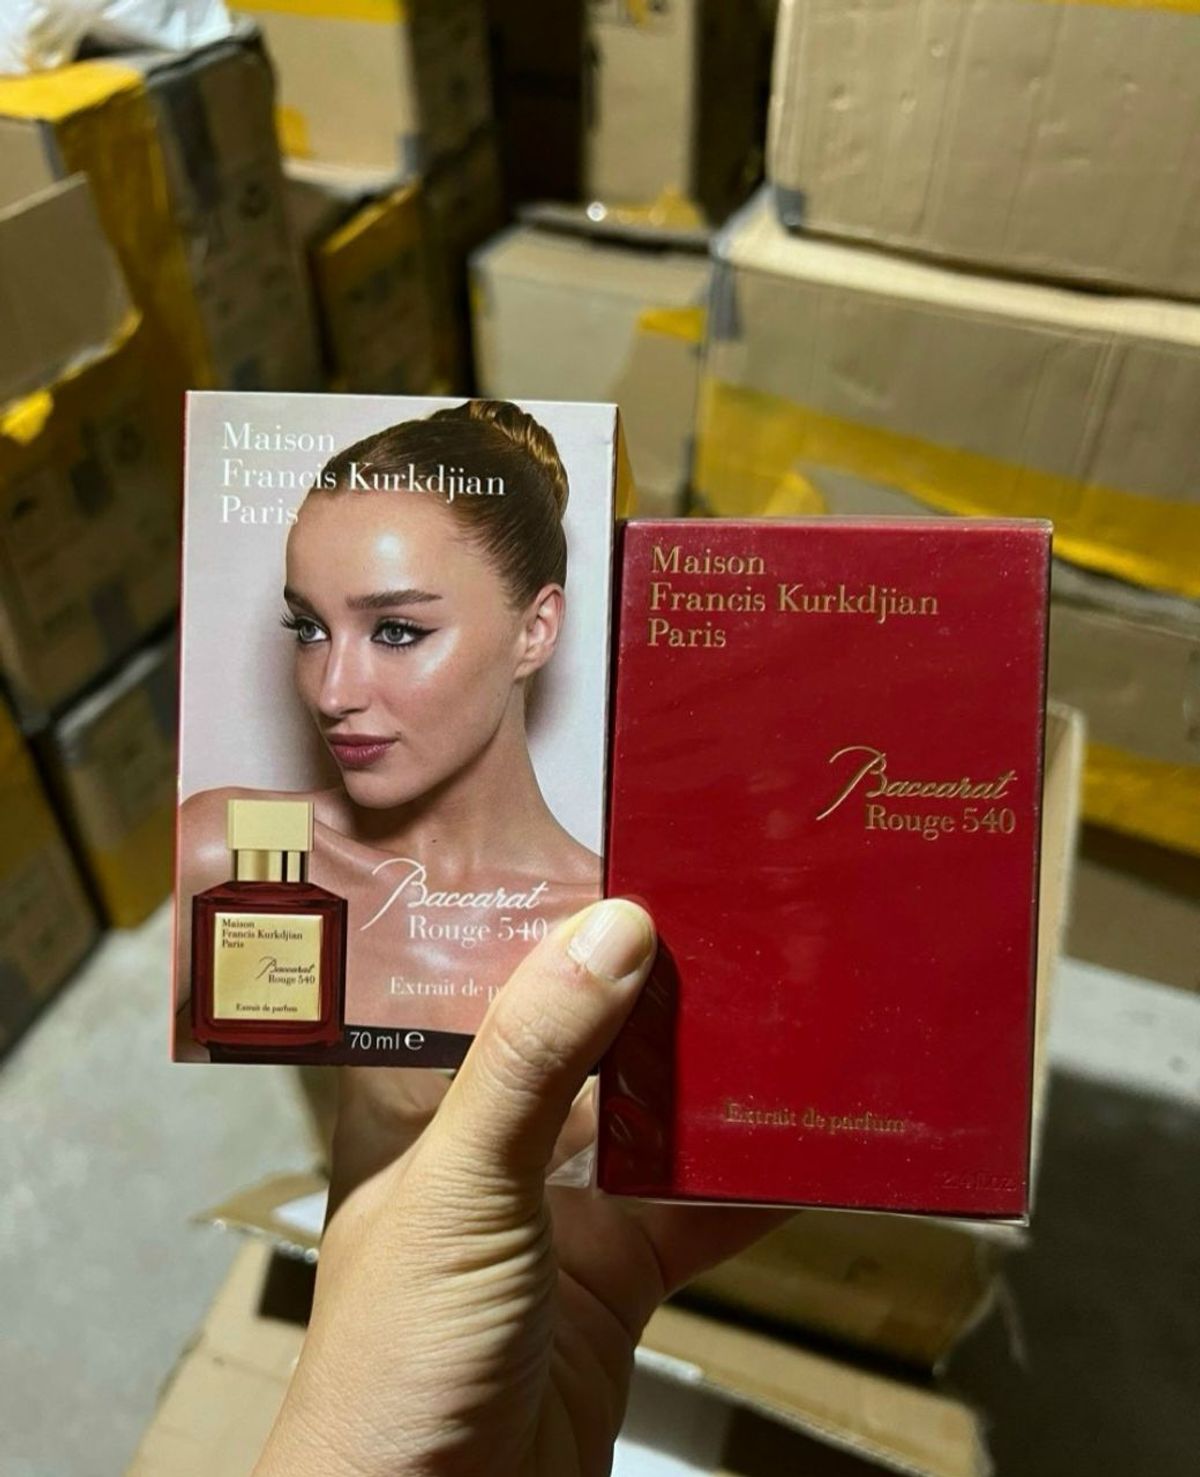 Maison
Francis Kurkdjian
Paris
Baccarat
Rouge 540
Extrait de
70 ml e
Maison
Francis Kurkdjian
Paris
Baccarat
Rouge 540
Extrait de parfum
Maison
Francis Kurkdjian
Paris
Baccarat
Rouge 540
Extrait de parfum